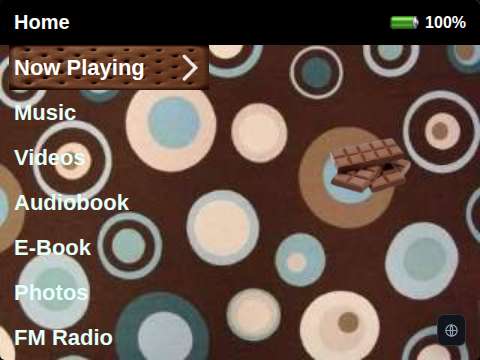 Home
100%
Now Playing
Music
Videos
Audiobook
E-Book
Photos
FM Radio